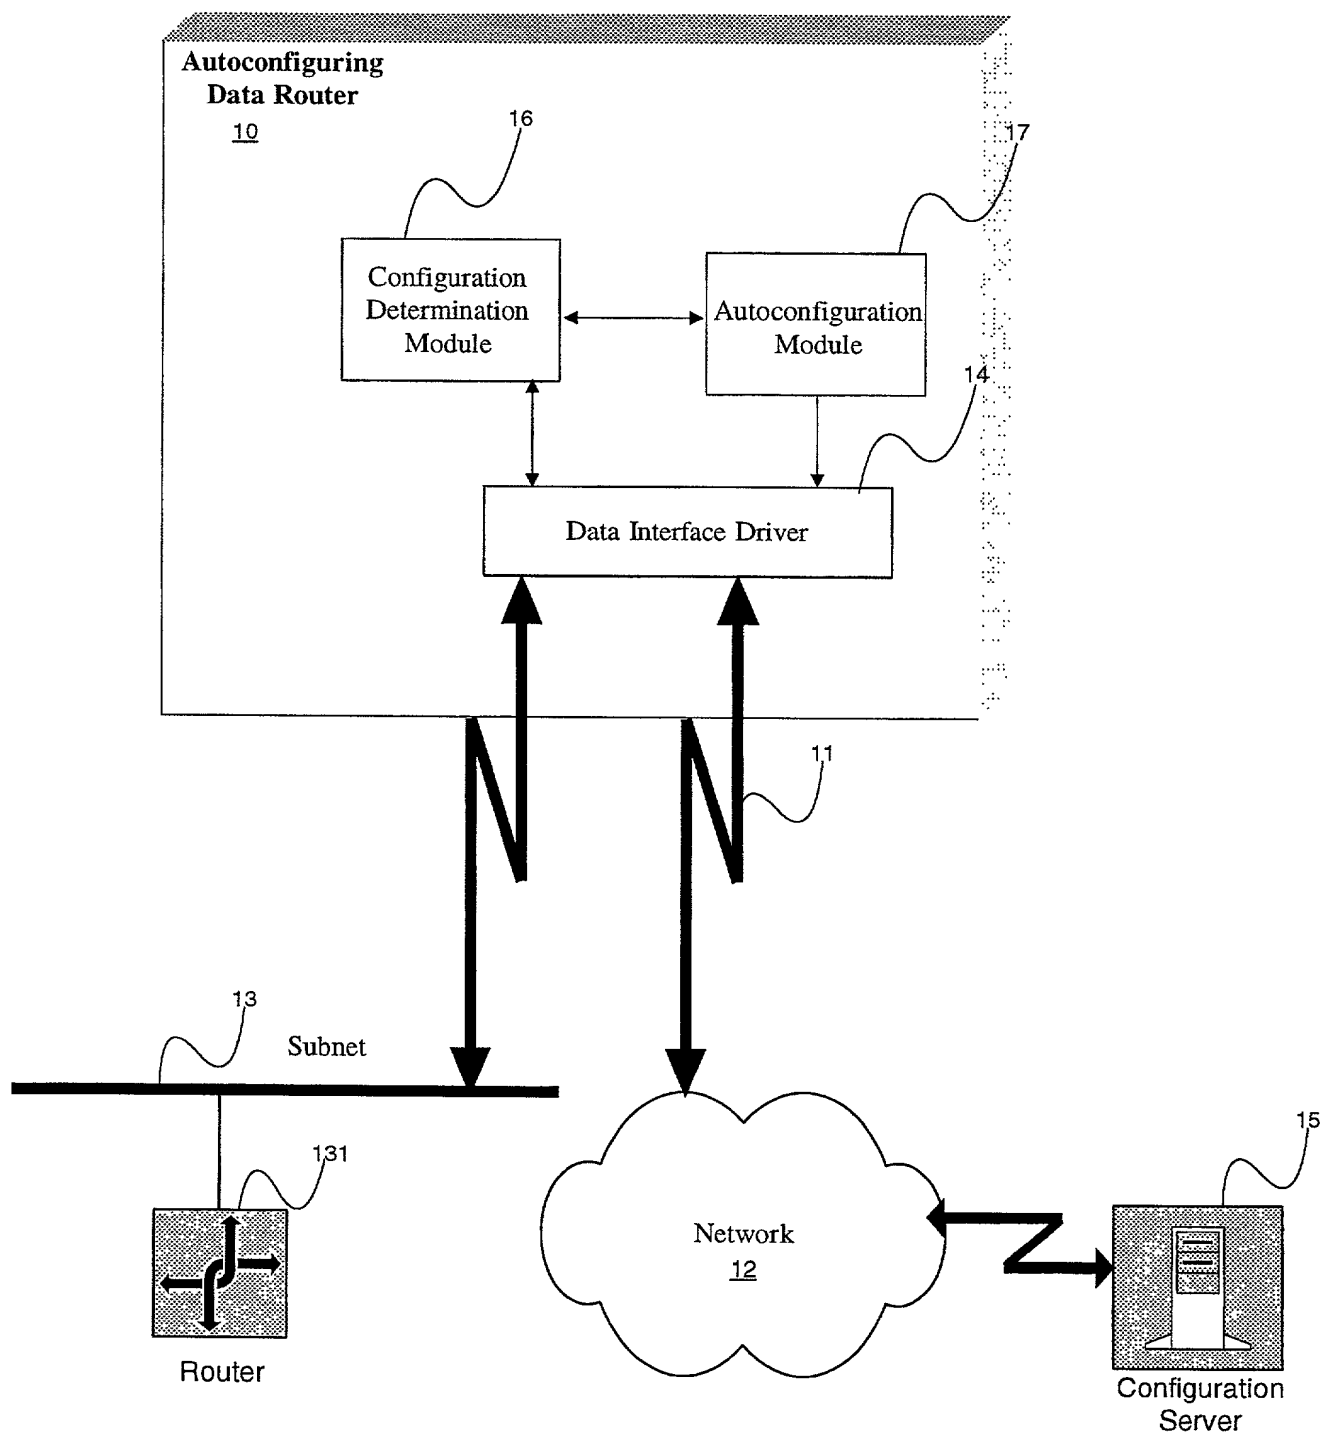 Autoconfiguring
Data Router
10
16
17
Configuration
Determination
Module
Autoconfiguration
Module
14
Data Interface Driver
11
13
Subnet
131
15
Network
12
Router
Configuration
Server